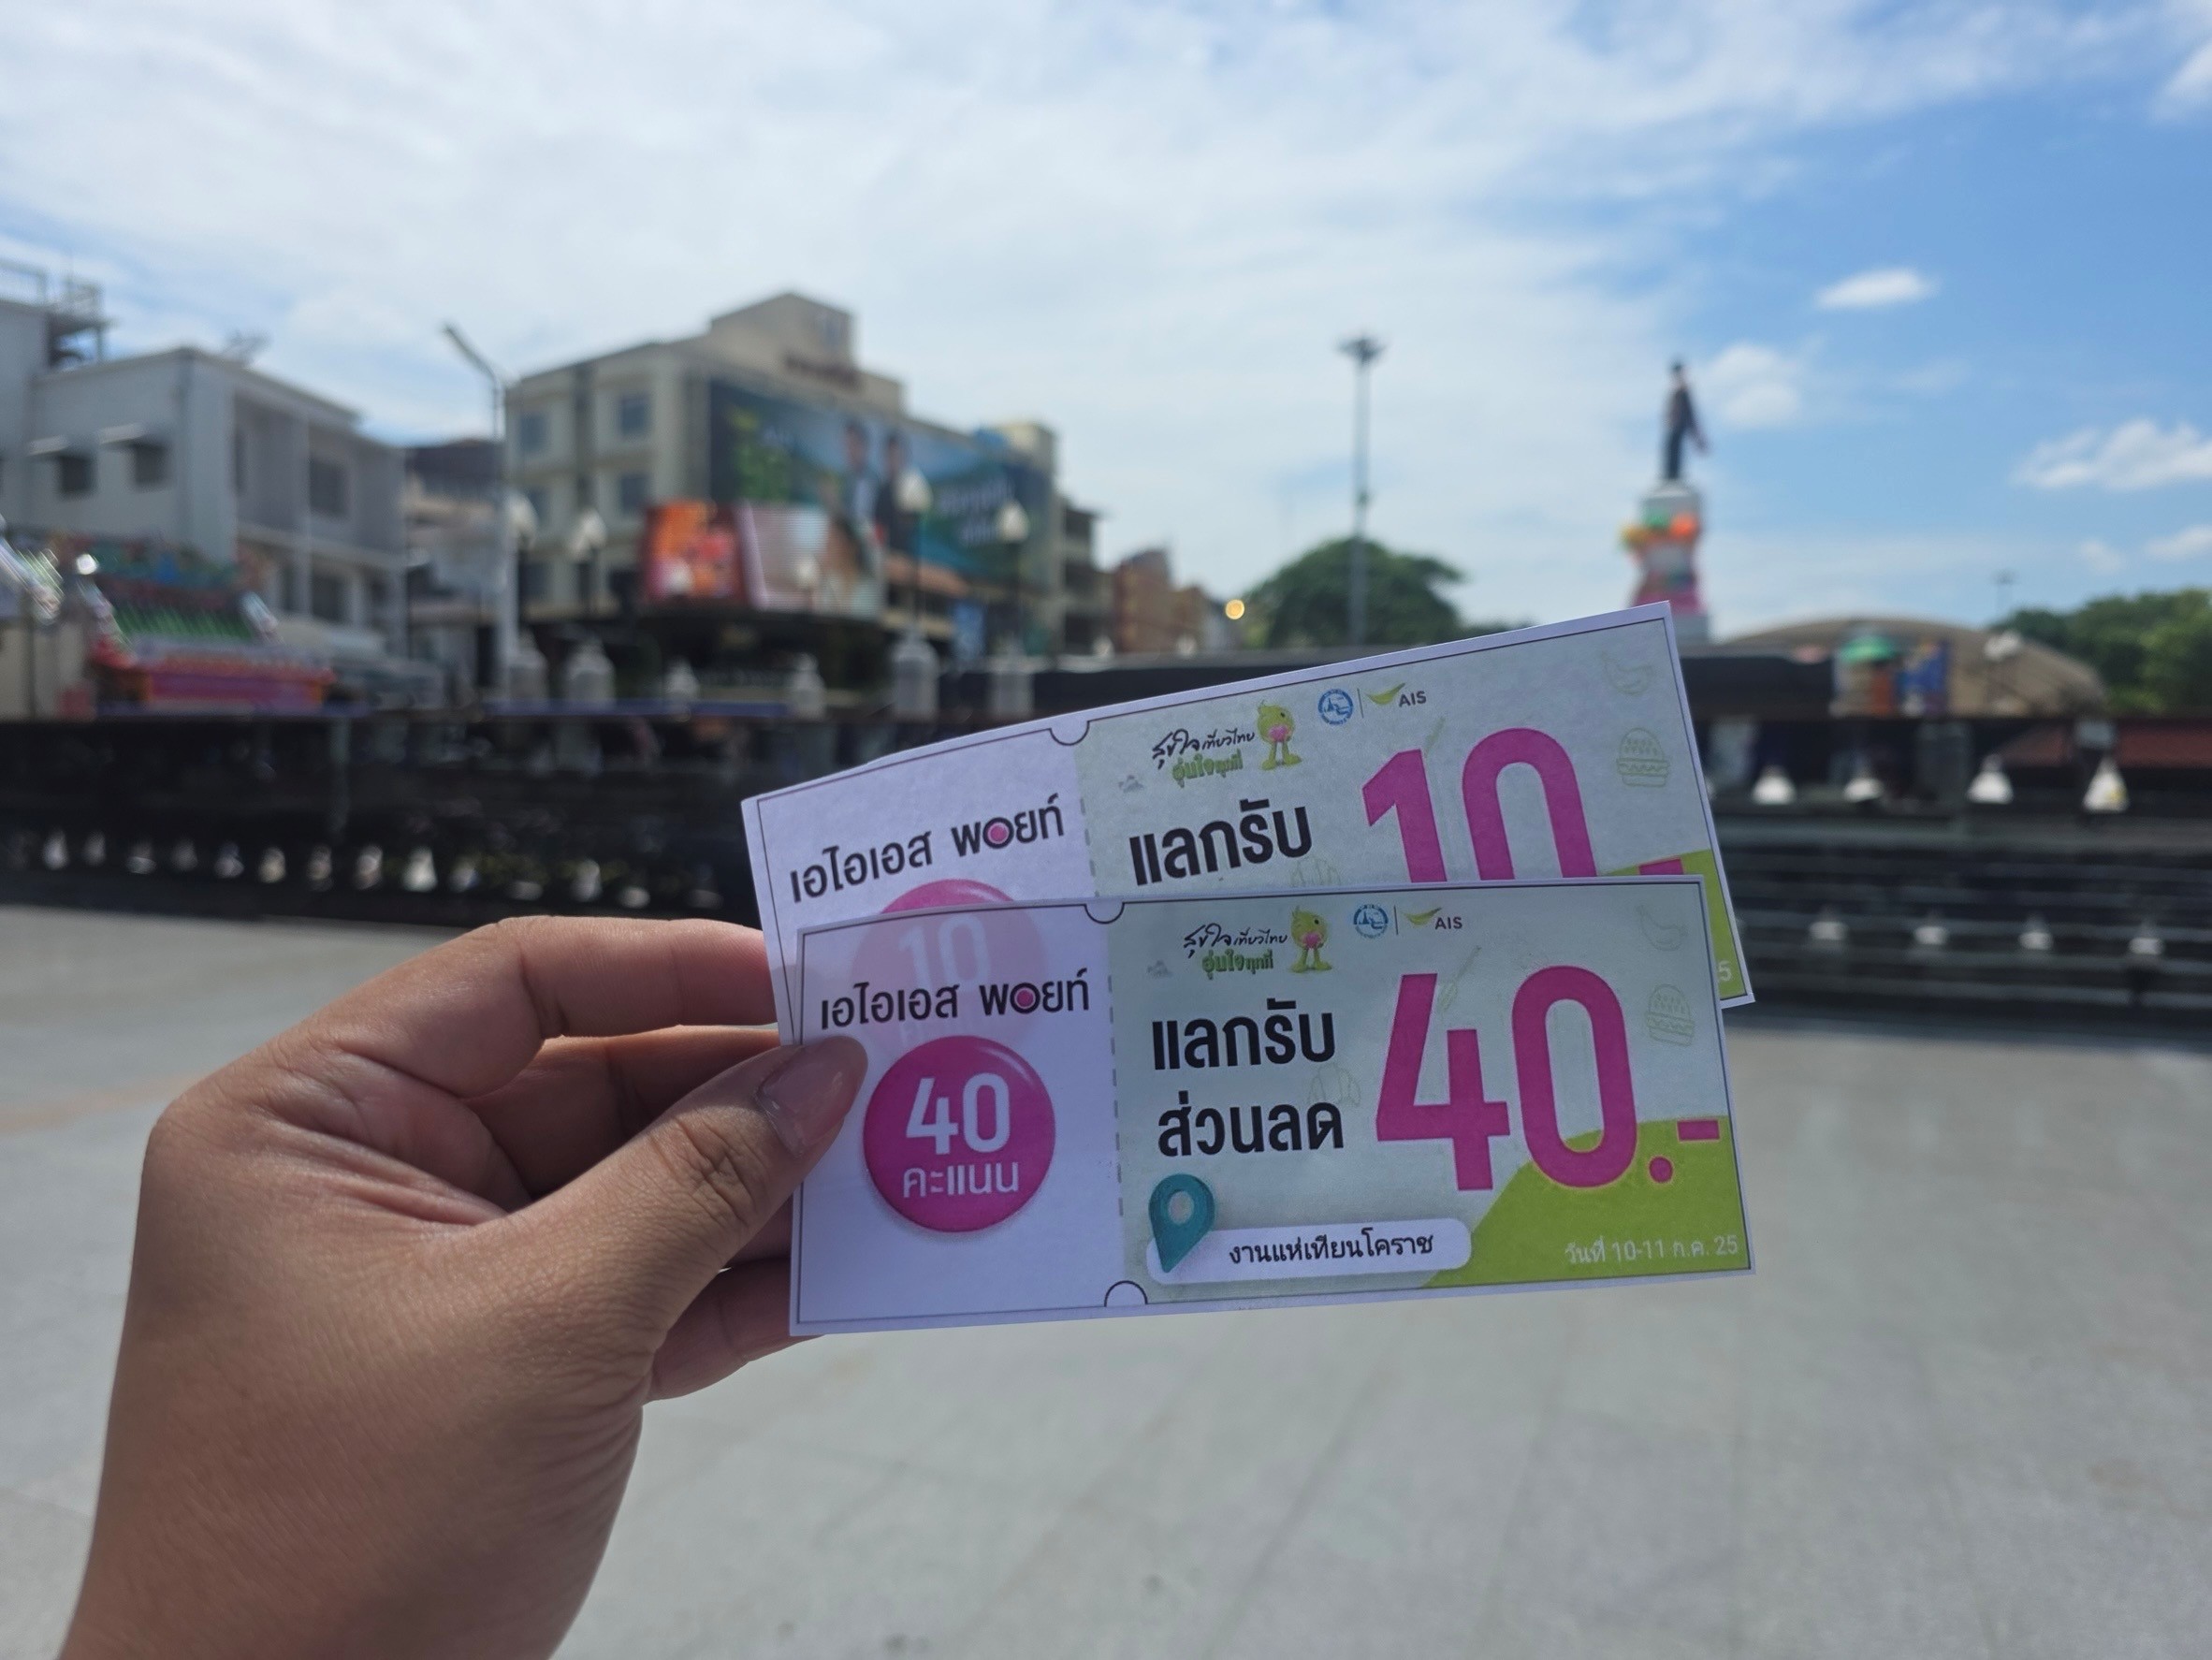 สุขใจเที่ยวไทย
อุ่นใจทุกที่
AIS
เอไอเอส พอยท์
แลกรับ
10.-
10
5
สุขใจเที่ยวไทย
อุ่นใจทุกที่
AIS
เอไอเอส พอยท์
40
คะแนน
แลกรับ
ส่วนลด
40.-
งานแห่เทียนโคราช
วันที่ 10-11 ก.ค. 25